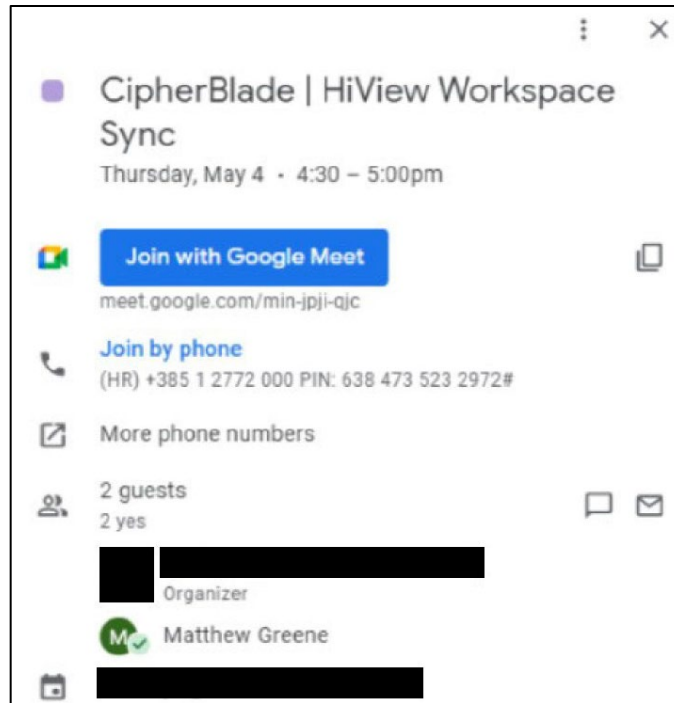 CipherBlade | HiView Workspace
Sync
Thursday, May 4 • 4:30 – 5:00pm
Join with Google Meet
meet.google.com/min-jpji-qjc
Join by phone
(HR) +385 1 2772 000 PIN: 638 473 523 2972#
More phone numbers
2 guests
2 yes
Organizer
M
Matthew Greene